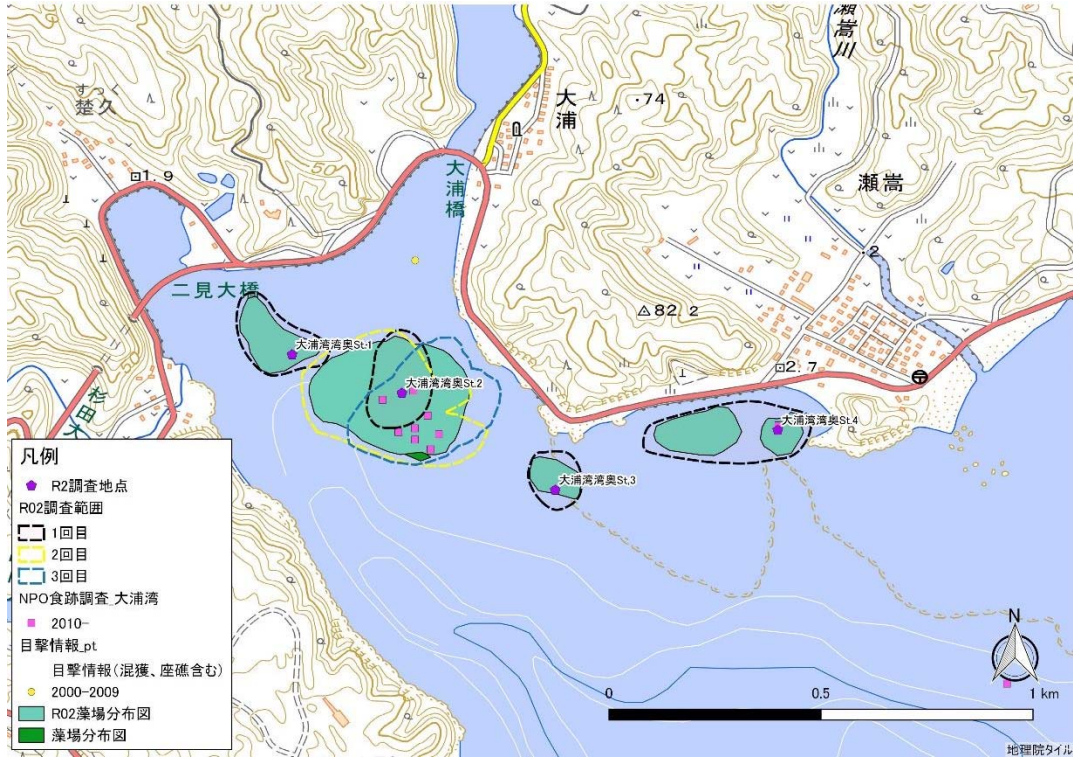 すっく
楚久
1.9
50
大浦
・74
瀬嵩川
瀬嵩
・2
大浦橋
二見大橋
82.2
2.7
50
杉田大
大浦湾湾奥St.1
大浦湾湾奥St.2
大浦湾湾奥St.4
大浦湾湾奥St.3
凡例
R2調査地点
R02調査範囲
1回目
2回目
3回目
NPO食跡調査_大浦湾
2010-
目撃情報_pt
目撃情報(混獲、座礁含む)
2000-2009
R02藻場分布図
藻場分布図
N
0 0.5 1 km
地理院タイル